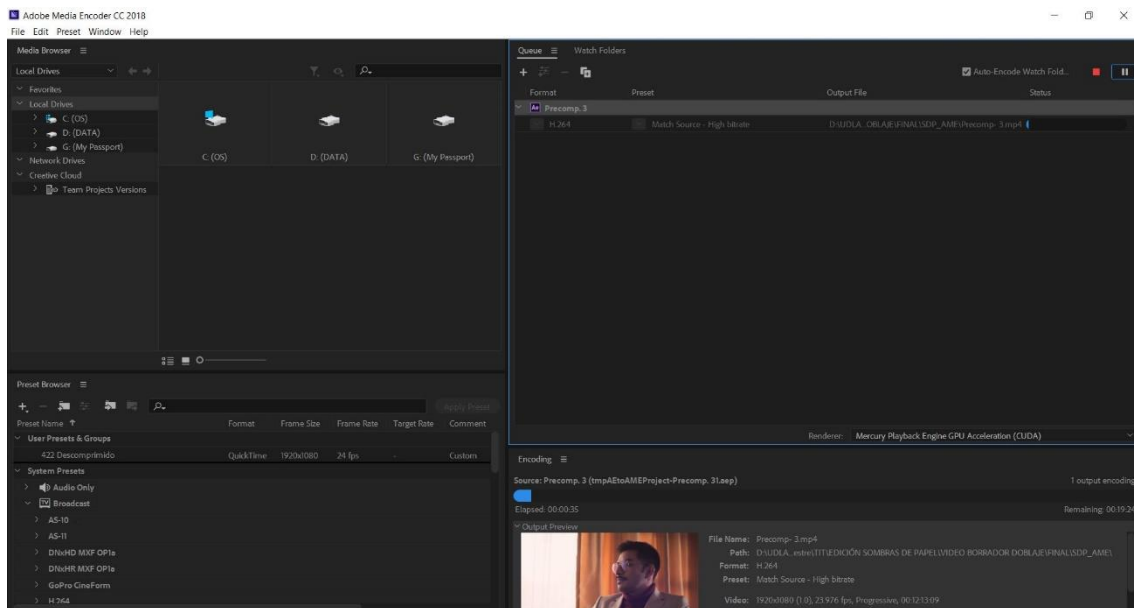 Adobe Media Encoder CC 2018
File Edit Preset Window Help
Media Browser
Local Drives
Favorites
Local Drives
C: (OS)
D: (DATA)
G: (My Passport)
Network Drives
Creative Cloud
Team Projects Versions
C: (OS)
D: (DATA)
G: (My Passport)
Preset Browser
Apply Preset
Preset Name Format Frame Size Frame Rate Target Rate Comment
User Presets & Groups
422 Descomprimido QuickTime 1920x1080 24 fps - Custom
System Presets
Audio Only
Broadcast
AS-10
AS-11
DNxHD MXF OP1a
DNxHR MXF OP1a
GoPro CineForm
H.264
Queue Watch Folders
Auto-Encode Watch Fold...
Format Preset Output File Status
Ae Precomp. 3
H.264 Match Source - High bitrate D:\UDLA...OBLAJE\FINAL\SDP_AME\Precomp- 3.mp4
Renderer: Mercury Playback Engine GPU Acceleration (CUDA)
Encoding
Source: Precomp. 3 (tmpAEtoAMEProject-Precomp. 31.aep) 1 output encoding
Elapsed: 00:00:35 Remaining: 00:19:24
Output Preview
File Name: Precomp- 3.mp4
Path: D:\UDLA...estre\TIT\EDICIÓN SOMBRAS DE PAPEL\VIDEO BORRADOR DOBLAJE\FINAL\SDP_AME\
Format: H.264
Preset: Match Source - High bitrate
Video: 1920x1080 (1.0), 23.976 fps, Progressive, 00:12:13:09